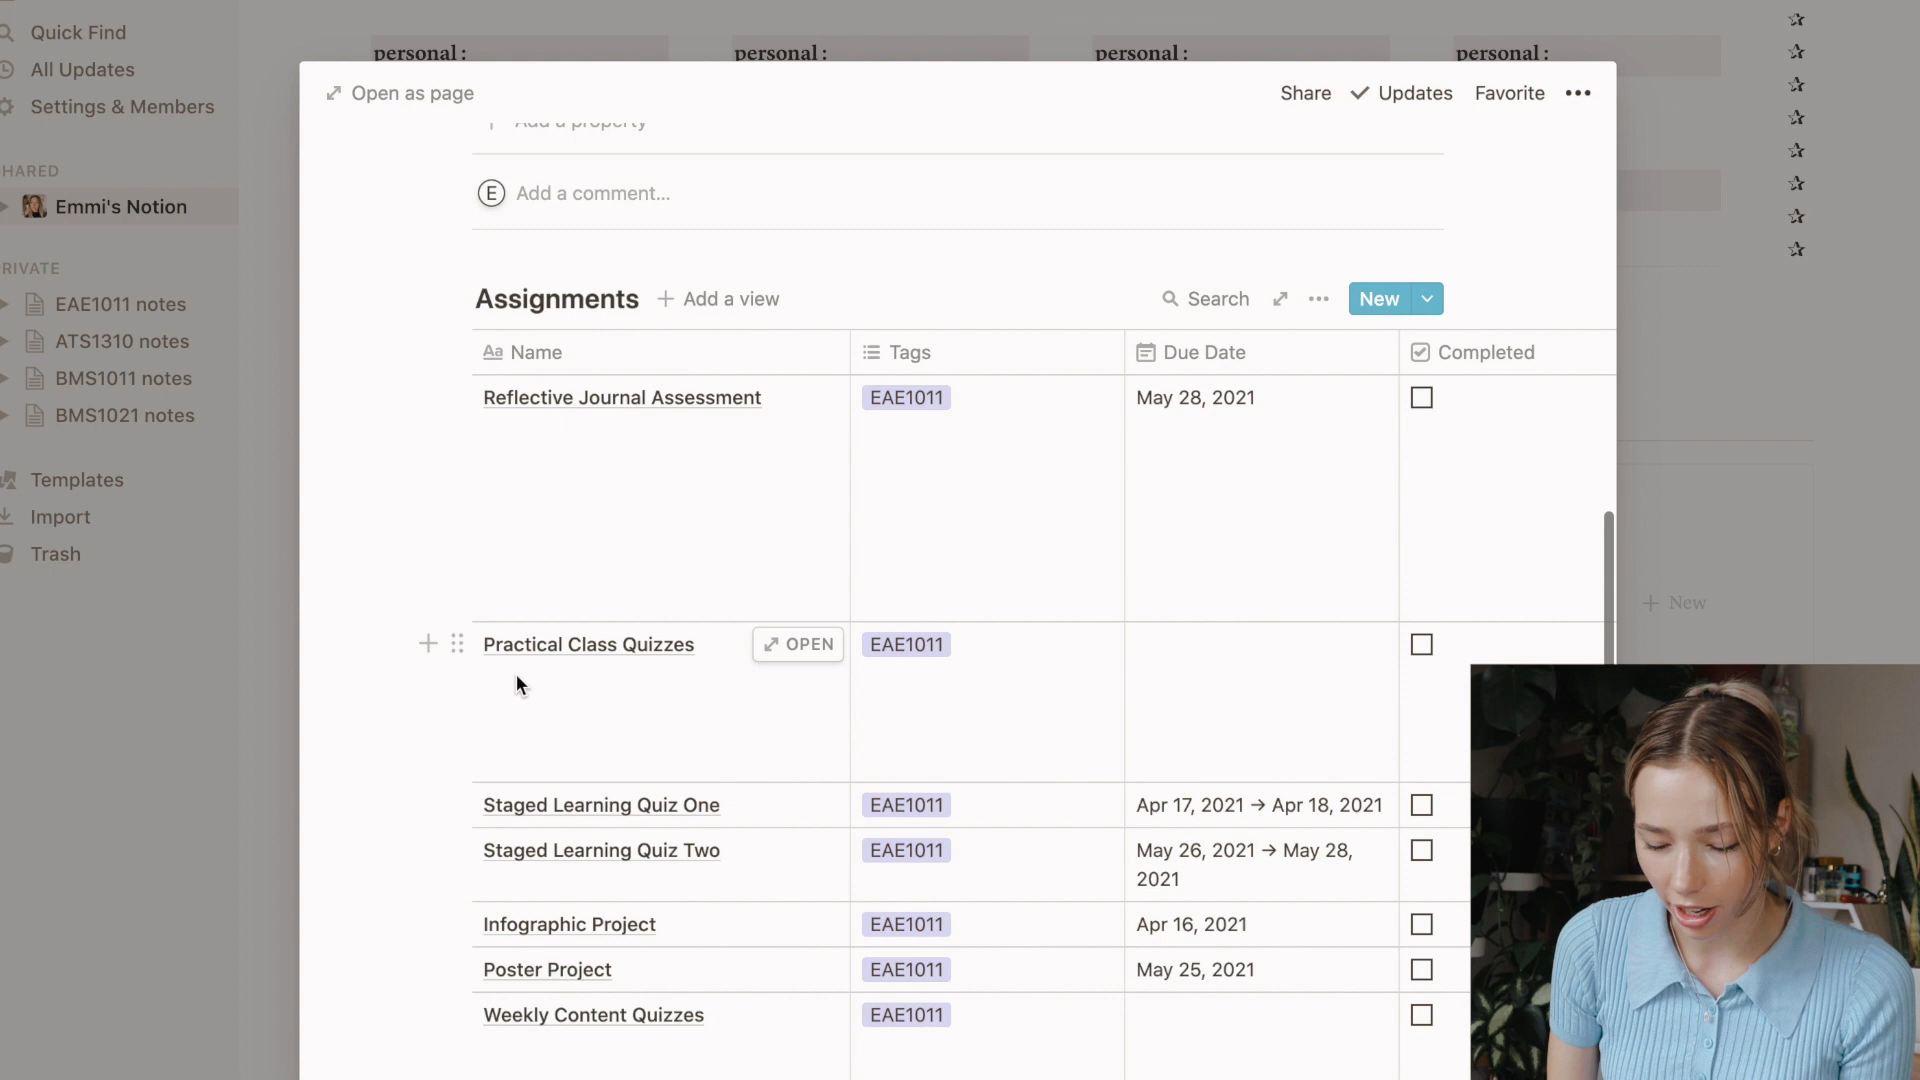 Quick Find
All Updates
Settings & Members
HARED
Emmi's Notion
RIVATE
EAE1011 notes
ATS1310 notes
BMS1011 notes
BMS1021 notes
Templates
Import
Trash
personal: personal: personal: personal:
Open as page Share Updates Favorite
Add a property
E Add a comment...
Assignments Add a view Search New
Aa Name Tags Due Date Completed
Reflective Journal Assessment EAE1011 May 28, 2021
Practical Class Quizzes OPEN EAE1011
Staged Learning Quiz One EAE1011 Apr 17, 2021 → Apr 18, 2021
Staged Learning Quiz Two EAE1011 May 26, 2021 → May 28,
2021
Infographic Project EAE1011 Apr 16, 2021
Poster Project EAE1011 May 25, 2021
Weekly Content Quizzes EAE1011
+ New